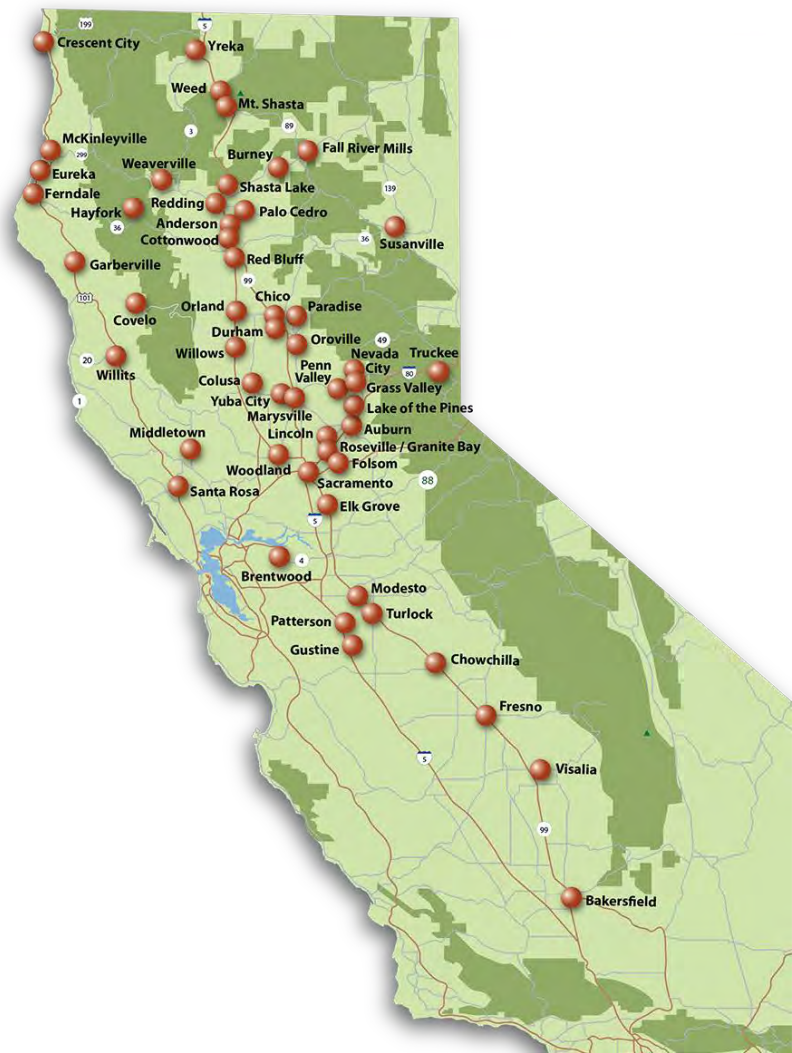 199
5
Crescent City
Yreka
Weed
Mt. Shasta
89
3
McKinleyville
299
Fall River Mills
Burney
Weaverville
Eureka
Shasta Lake
139
Ferndale
Redding
Hayfork
Palo Cedro
Anderson
36
36
Cottonwood
Susanville
Garberville
Red Bluff
99
101
Chico
Orland
Paradise
Covelo
Durham
49
Oroville
Willows
Nevada
City
Truckee
20
Penn
Valley
80
Willits
Colusa
Grass Valley
1
Yuba City
Lake of the Pines
Marysville
Middletown
Lincoln
Auburn
Roseville / Granite Bay
Woodland
Folsom
88
Sacramento
Santa Rosa
Elk Grove
5
4
Brentwood
Modesto
Turlock
Patterson
Gustine
Chowchilla
Fresno
5
Visalia
99
Bakersfield